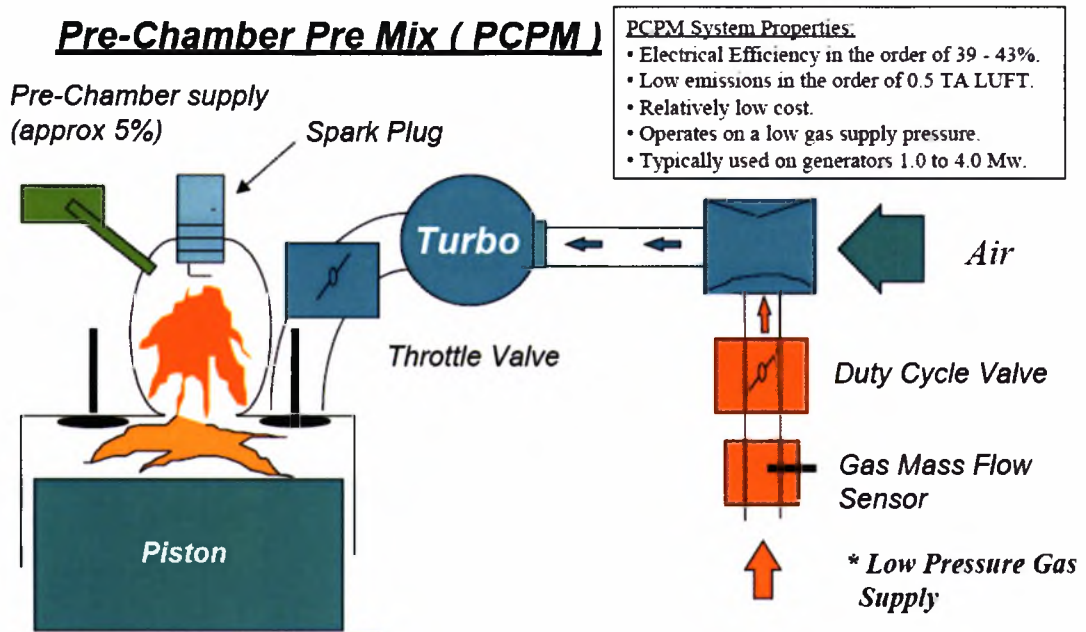 Pre-Chamber Pre Mix ( PCPM )
PCPM System Properties:
• Electrical Efficiency in the order of 39 - 43%.
• Low emissions in the order of 0.5 TA LUFT.
• Relatively low cost.
• Operates on a low gas supply pressure.
• Typically used on generators 1.0 to 4.0 Mw.
Pre-Chamber supply
(approx 5%)
Spark Plug
Turbo
Air
Throttle Valve
Duty Cycle Valve
Gas Mass Flow
Sensor
Piston
* Low Pressure Gas
Supply